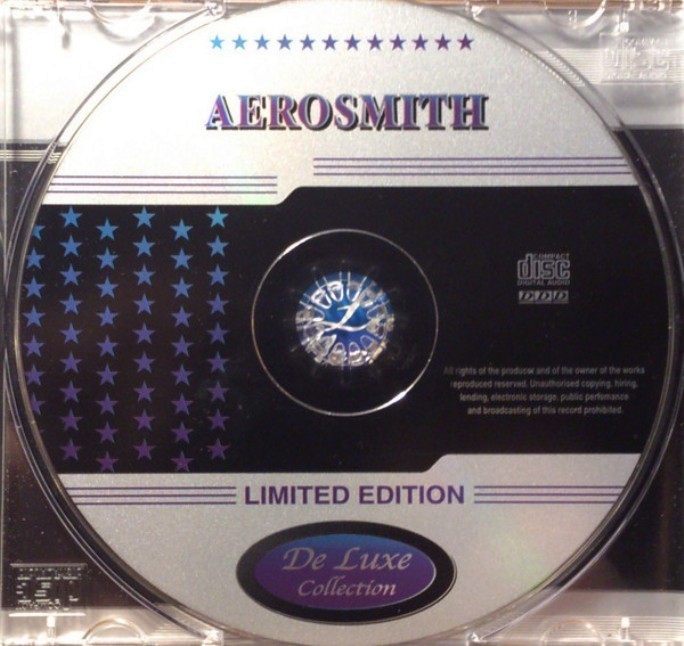 AEROSMITH
COMPACT
disc
DIGITAL AUDIO
DDD
All rights of the producer and of the owner of the works
reproduced reserved. Unauthorised copying, hiring,
lending, electronic storage, public perfomance
and broadcasting of this record prohibited.
LIMITED EDITION
De Luxe
Collection